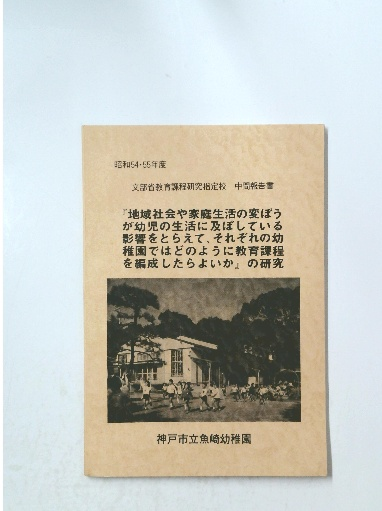 昭和54・55年度
文部省教育課程研究指定校 中間報告書
『地域社会や家庭生活の変ぼう
が幼児の生活に及ぼしている
影響をとらえて、それぞれの幼
稚園ではどのように教育課程
を編成したらよいか』の研究
神戸市立魚崎幼稚園